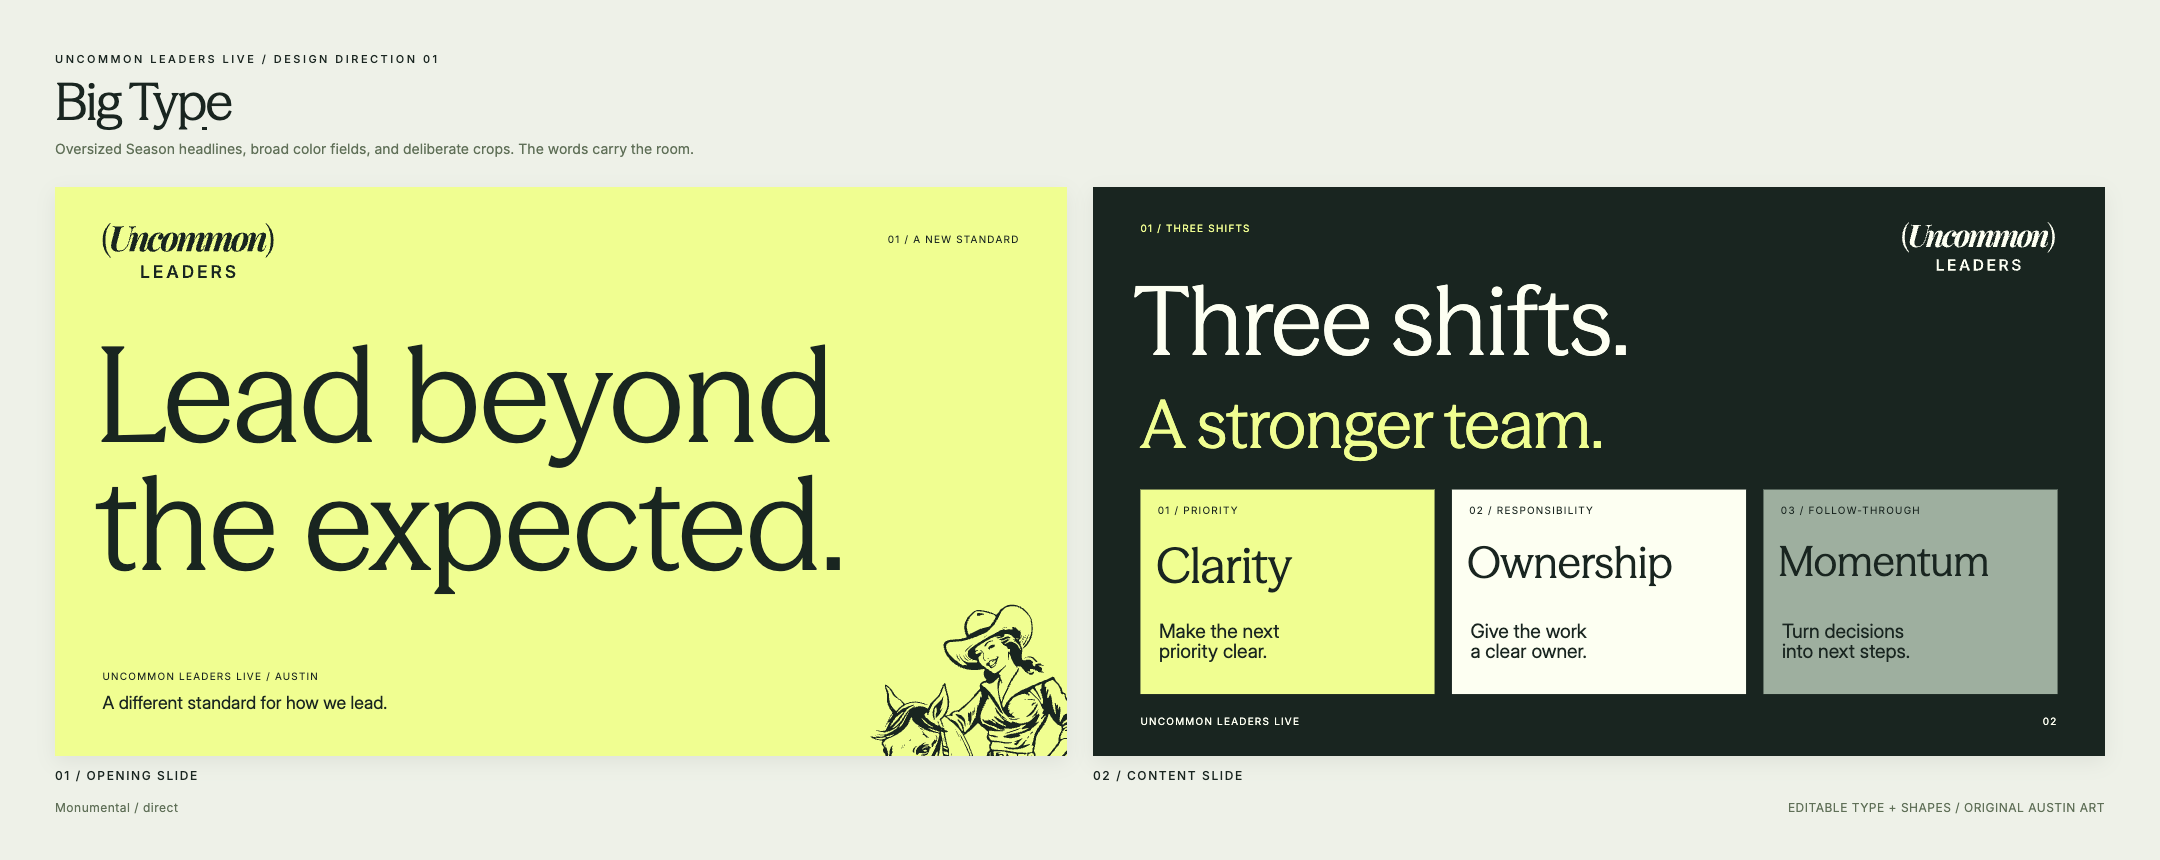 UNCOMMON LEADERS LIVE / DESIGN DIRECTION 01
Big Type
Oversized Season headlines, broad color fields, and deliberate crops. The words carry the room.
(Uncommon)
LEADERS
01 / A NEW STANDARD
Lead beyond
the expected.
UNCOMMON LEADERS LIVE / AUSTIN
A different standard for how we lead.
01 / THREE SHIFTS
(Uncommon)
LEADERS
Three shifts.
A stronger team.
01 / PRIORITY
Clarity
Make the next
priority clear.
02 / RESPONSIBILITY
Ownership
Give the work
a clear owner.
03 / FOLLOW-THROUGH
Momentum
Turn decisions
into next steps.
UNCOMMON LEADERS LIVE
02
01 / OPENING SLIDE
02 / CONTENT SLIDE
Monumental / direct
EDITABLE TYPE + SHAPES / ORIGINAL AUSTIN ART